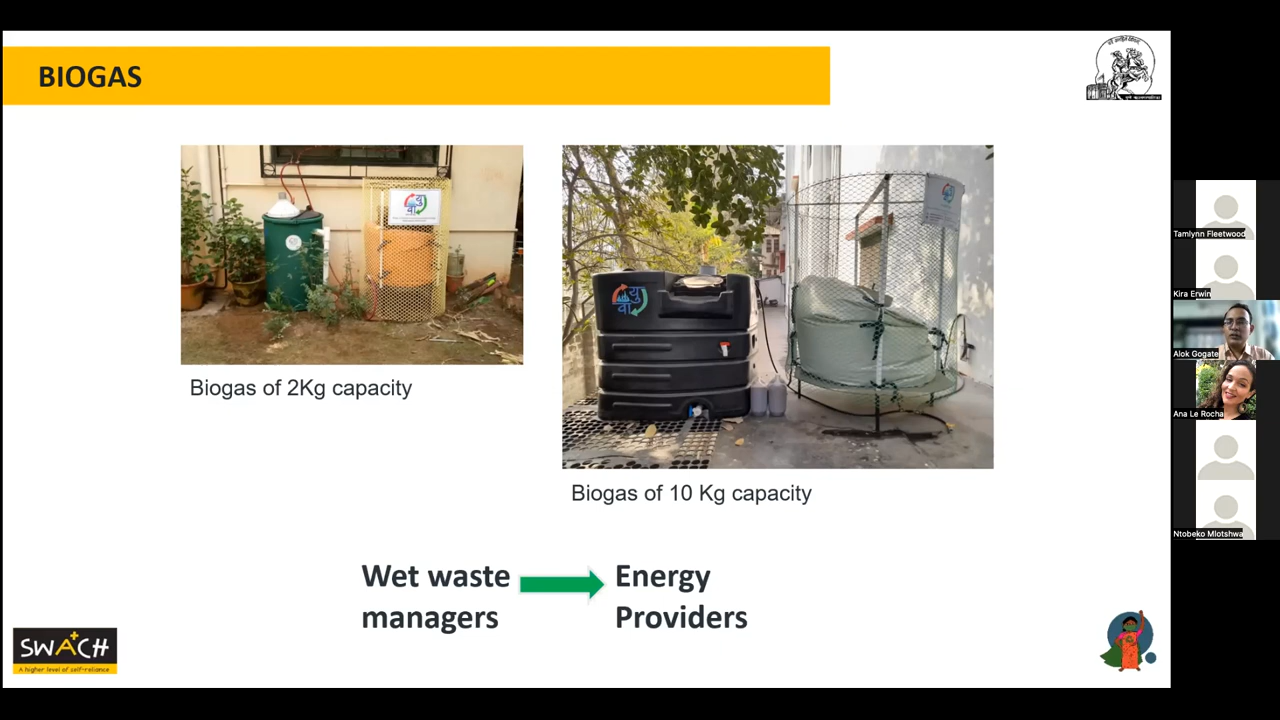 BIOGAS
Biogas of 2Kg capacity
Biogas of 10 Kg capacity
Wet waste
managers
Energy
Providers
SWACH
A higher level of self-reliance
युवा
युवा
Tamlynn Fleetwood
Kira Erwin
Alok Gogate
Ana Le Rocha
Ntobeko Mlotshwa